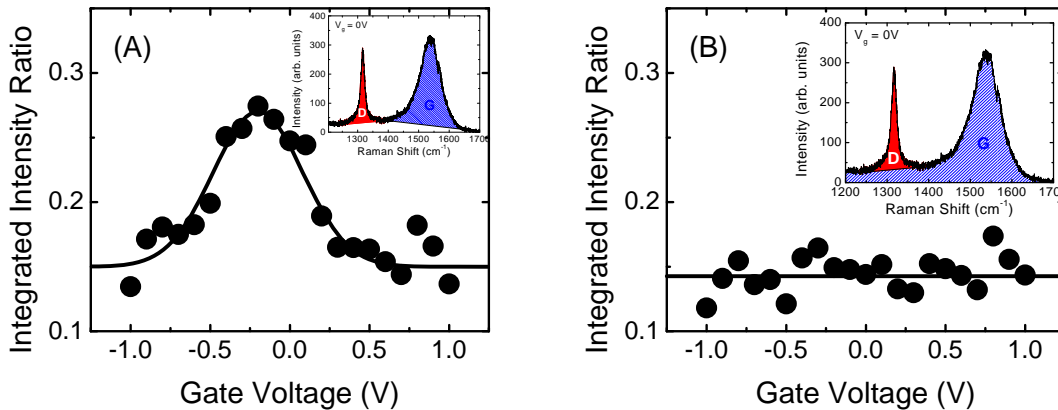 (A)
Integrated Intensity Ratio
0.3
0.2
0.1
-1.0 -0.5 0.0 0.5 1.0
Gate Voltage (V)
V_g = 0V
Intensity (arb. units)
400
300
200
100
0
D
G
1300 1400 1500 1600 1700
Raman Shift (cm⁻¹)
(B)
Integrated Intensity Ratio
0.3
0.2
0.1
-1.0 -0.5 0.0 0.5 1.0
Gate Voltage (V)
V_g = 0V
Intensity (arb. units)
400
300
200
100
0
D
G
1200 1300 1400 1500 1600 1700
Raman Shift (cm⁻¹)